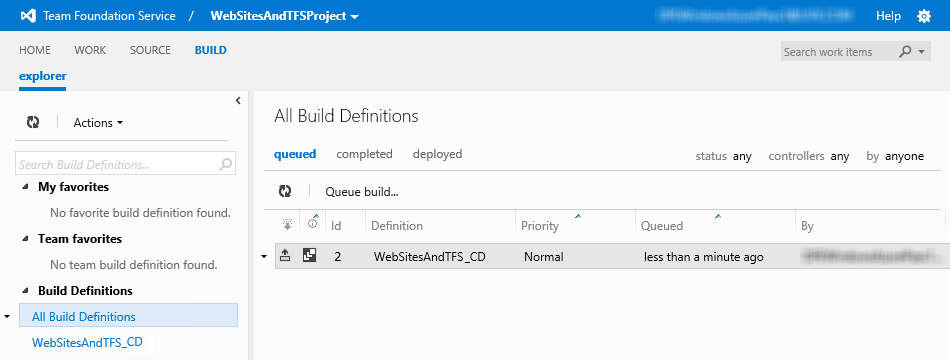 Team Foundation Service / WebSitesAndTFSProject Help
HOME WORK SOURCE BUILD
Search work items
explorer
Actions
All Build Definitions
queued completed deployed
status any controllers any by anyone
Search Build Definitions...
My favorites
No favorite build definition found.
Team favorites
No team build definition found.
Build Definitions
All Build Definitions
WebSitesAndTFS_CD
Queue build...
Id Definition Priority Queued By
2 WebSitesAndTFS_CD Normal less than a minute ago